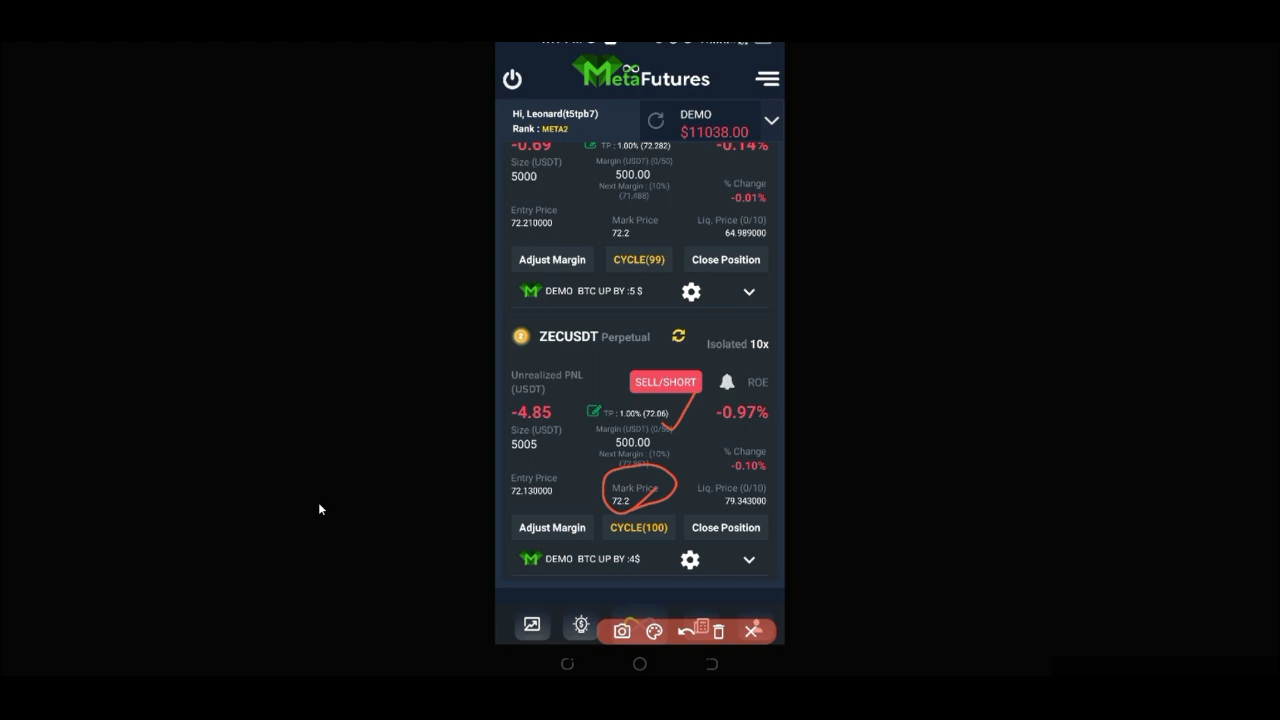 MetaFutures
Hi, Leonard(t5tpb7)
Rank : META2
DEMO
$11038.00
-0.69
TP : 1.00% (72.282)
-0.14%
Size (USDT)
5000
Margin (USDT) (0/50)
500.00
Next Margin : (10%)
(71.488)
% Change
-0.01%
Entry Price
72.210000
Mark Price
72.2
Liq. Price (0/10)
64.989000
Adjust Margin
CYCLE(99)
Close Position
DEMO BTC UP BY :5 $
ZECUSDT Perpetual
Isolated 10x
Unrealized PNL
(USDT)
SELL/SHORT
ROE
-4.85
TP : 1.00% (72.06)
-0.97%
Size (USDT)
5005
Margin (USDT)
500.00
Next Margin : (10%)
% Change
-0.10%
Entry Price
72.130000
Mark Price
72.2
Liq. Price (0/10)
79.343000
Adjust Margin
CYCLE(100)
Close Position
DEMO BTC UP BY :4$